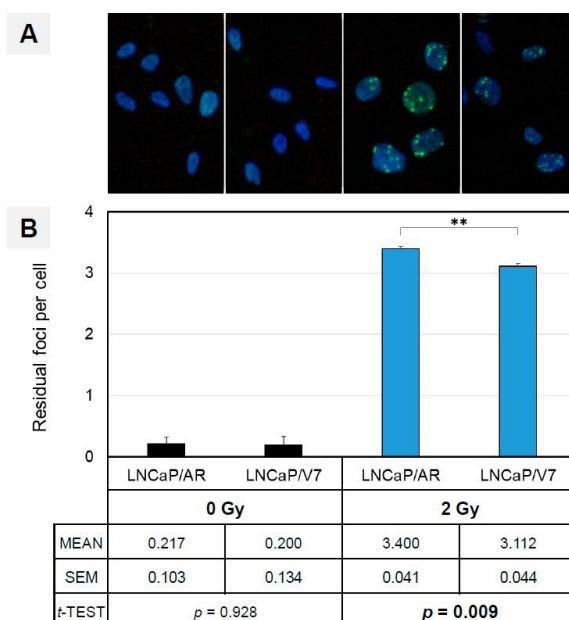 A
B
4
3
2
1
0
Residual foci per cell
**
LNCaP/AR LNCaP/V7 LNCaP/AR LNCaP/V7
0 Gy 2 Gy
MEAN 0.217 0.200 3.400 3.112
SEM 0.103 0.134 0.041 0.044
t-TEST p = 0.928 p = 0.009